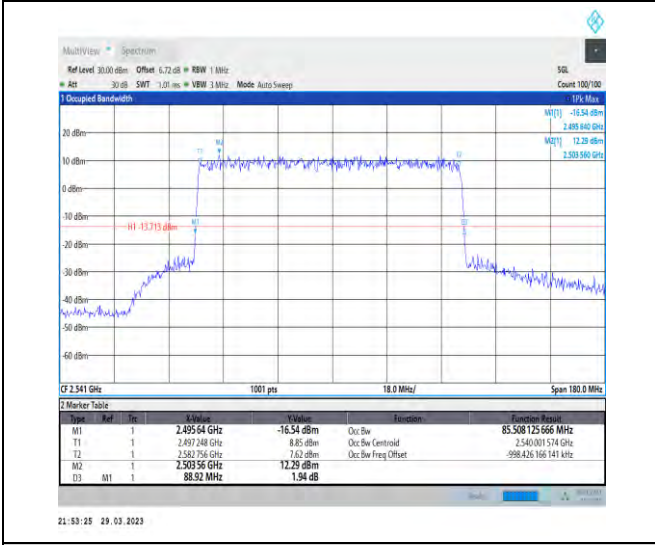 MultiView Spectrum
Ref Level 30.00 dBm Offset 6.72 dB RBW 1 MHz SGL
Att 30 dB SWT 1.01 ms VBW 3 MHz Mode Auto Sweep Count 100/100
1 Occupied Bandwidth 1Pk Max
M1[1] -16.54 dBm
2.495 640 GHz
20 dBm
M2[1] 12.29 dBm
2.503 560 GHz
M2
T1
T2
10 dBm
0 dBm
-10 dBm
H1 -13.713 dBm
M1
D3
-20 dBm
-30 dBm
-40 dBm
-50 dBm
-60 dBm
CF 2.541 GHz 1001 pts 18.0 MHz/ Span 180.0 MHz
2 Marker Table
Type Ref Trc X-Value Y-Value Function Function Result
M1 1 2.495 64 GHz -16.54 dBm Occ Bw 85.508 125 666 MHz
T1 1 2.497 248 GHz 8.85 dBm Occ Bw Centroid 2.540 001 574 GHz
T2 1 2.582 756 GHz 7.62 dBm Occ Bw Freq Offset -998.426 166 141 kHz
M2 1 2.503 56 GHz 12.29 dBm
D3 M1 1 88.92 MHz 1.94 dB
21:53:25 29.03.2023